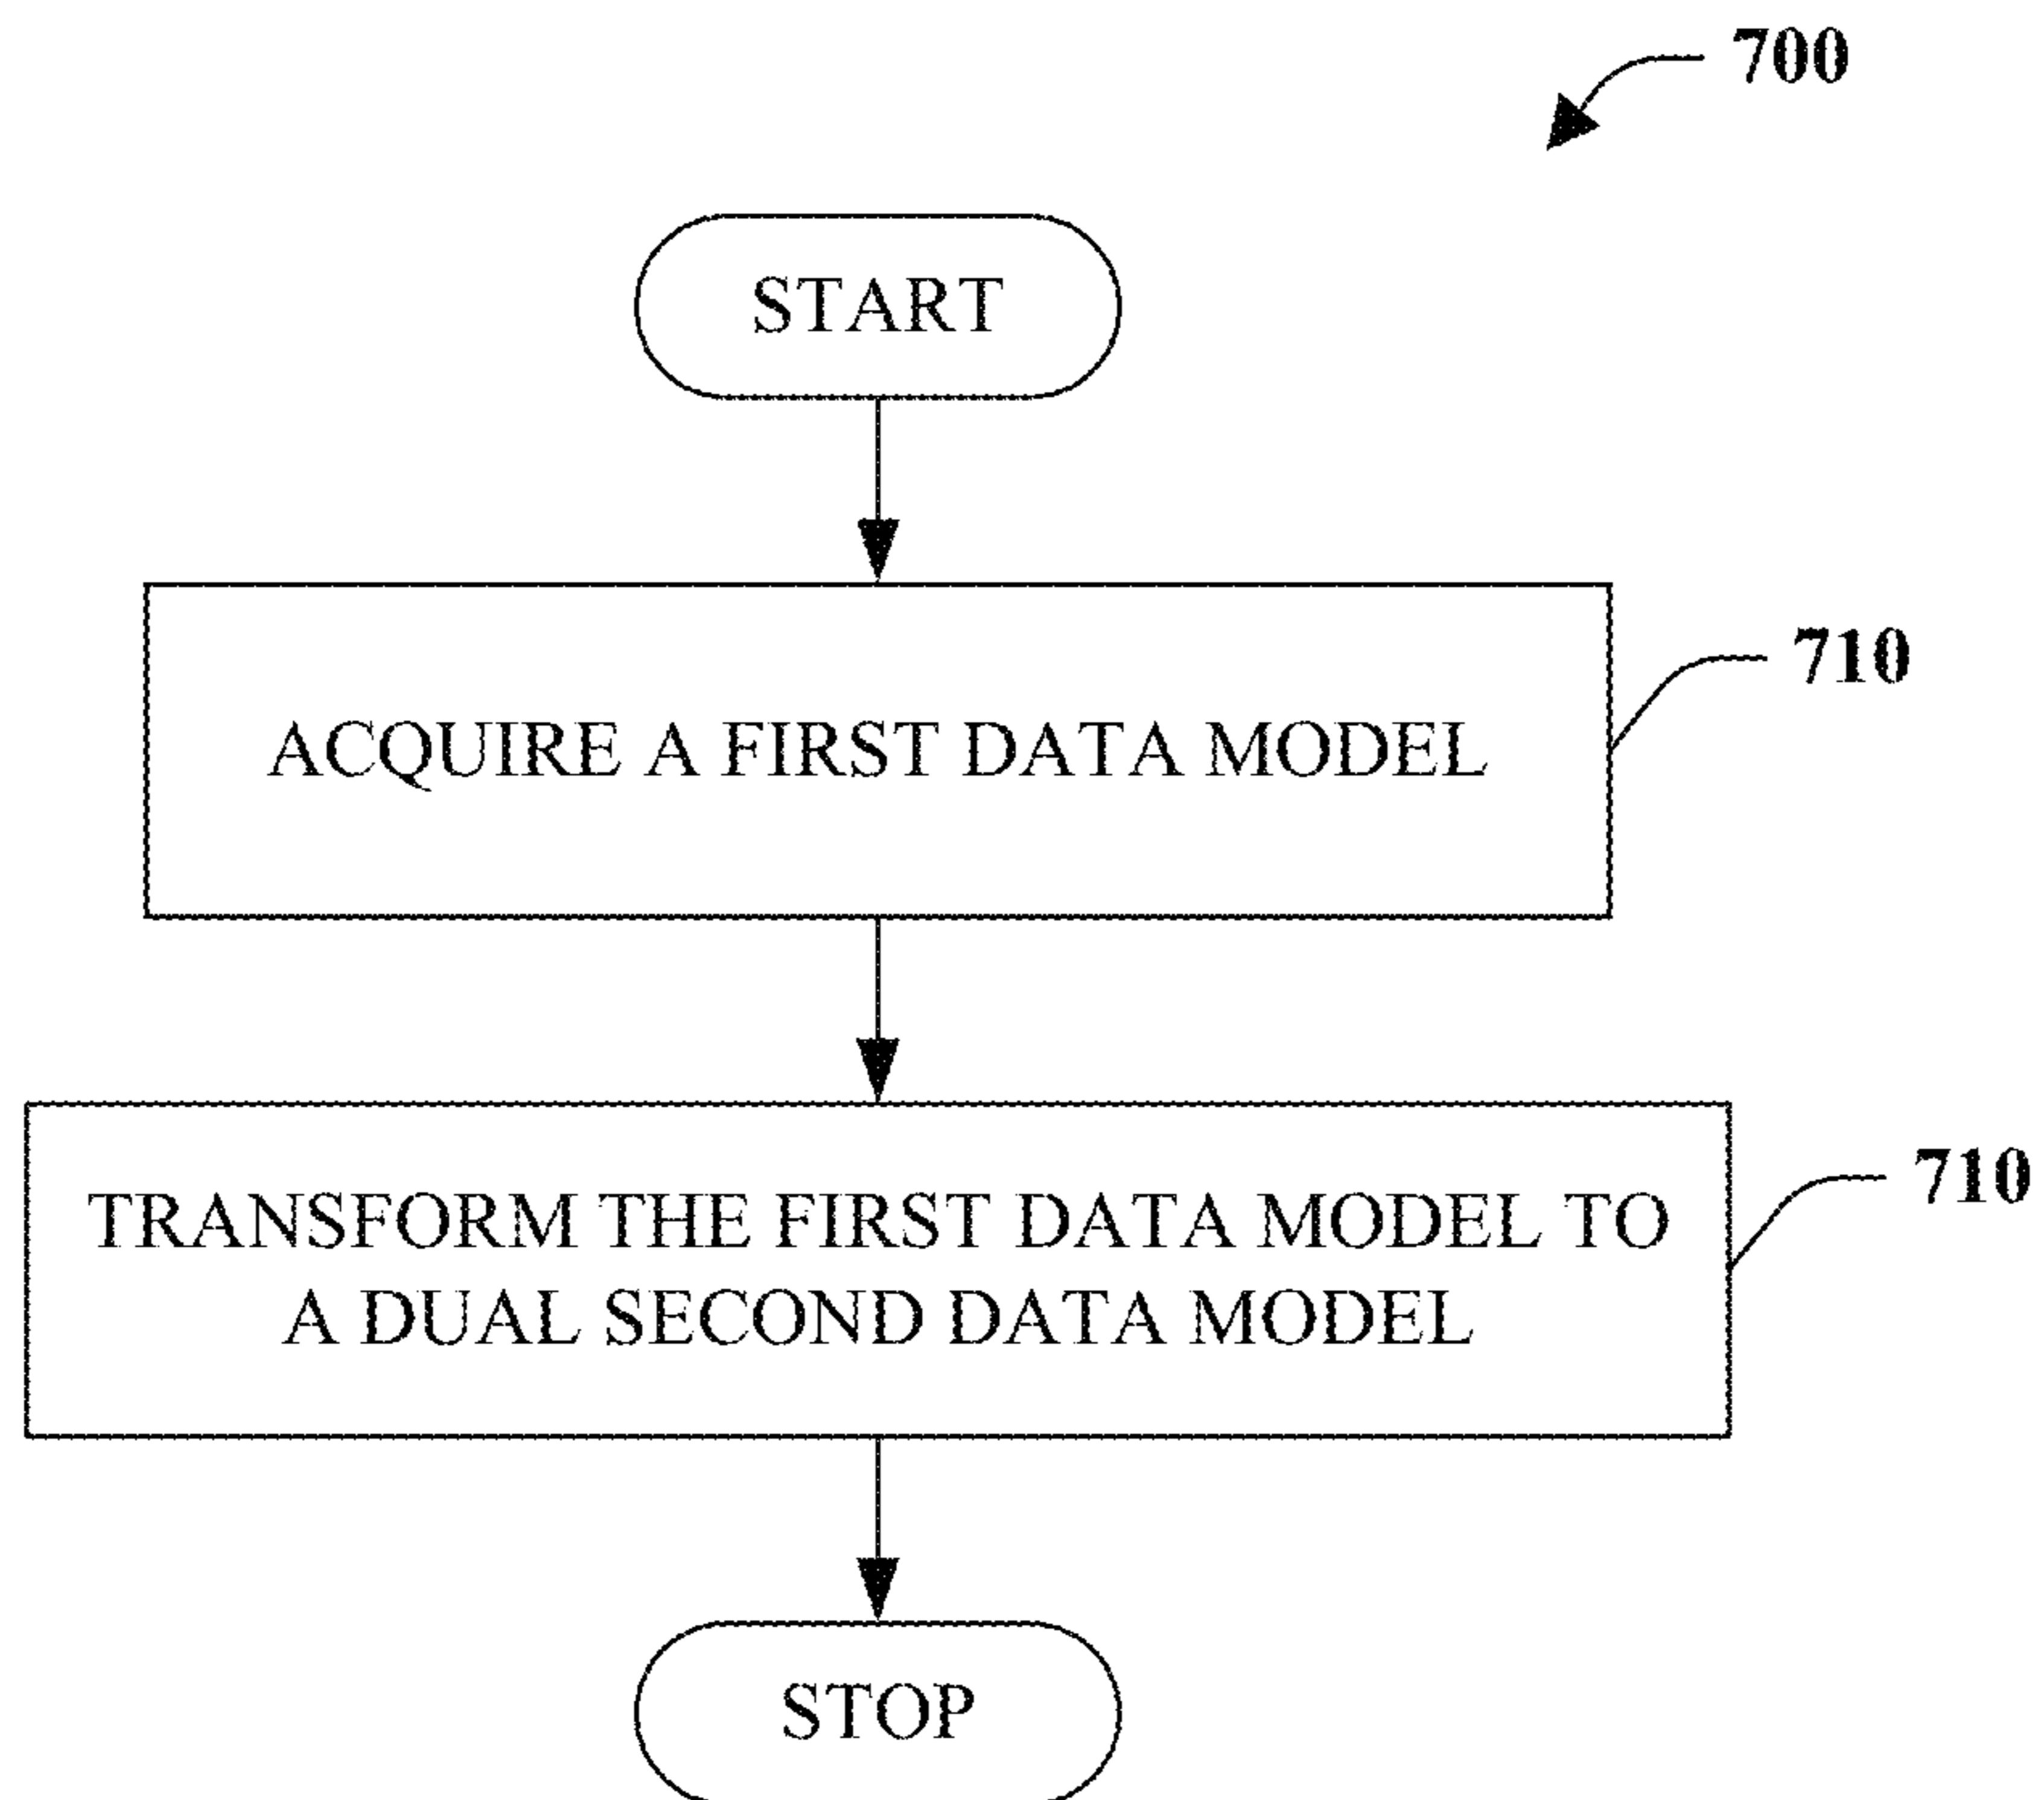 700
START
ACQUIRE A FIRST DATA MODEL
710
TRANSFORM THE FIRST DATA MODEL TO
A DUAL SECOND DATA MODEL
710
STOP